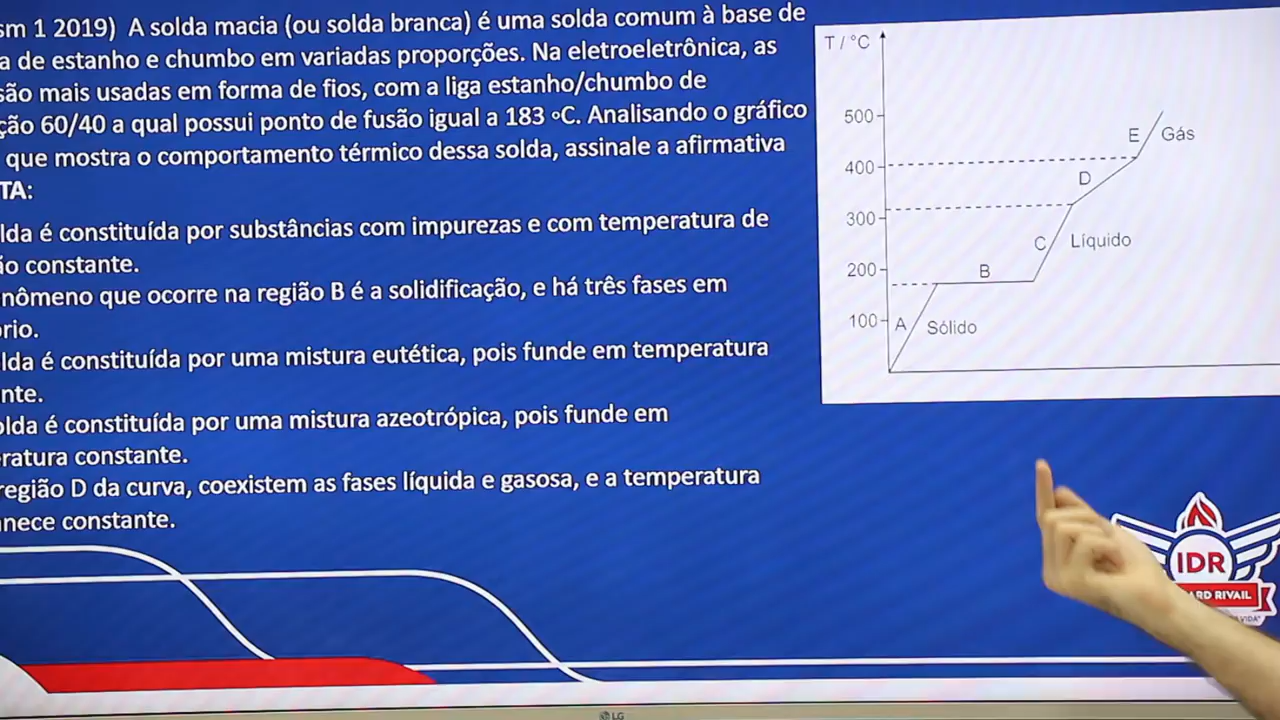 sm 1 2019) A solda macia (ou solda branca) é uma solda comum à base de
a de estanho e chumbo em variadas proporções. Na eletroeletrônica, as
são mais usadas em forma de fios, com a liga estanho/chumbo de
ção 60/40 a qual possui ponto de fusão igual a 183 ºC. Analisando o gráfico
que mostra o comportamento térmico dessa solda, assinale a afirmativa
TA:
lda é constituída por substâncias com impurezas e com temperatura de
ão constante.
nômeno que ocorre na região B é a solidificação, e há três fases em
rio.
lda é constituída por uma mistura eutética, pois funde em temperatura
nte.
olda é constituída por uma mistura azeotrópica, pois funde em
ratura constante.
região D da curva, coexistem as fases líquida e gasosa, e a temperatura
nece constante.
T / °C
500
400
300
200
100
E Gás
D
C Líquido
B
A Sólido
IDR
ARD RIVAIL
LG